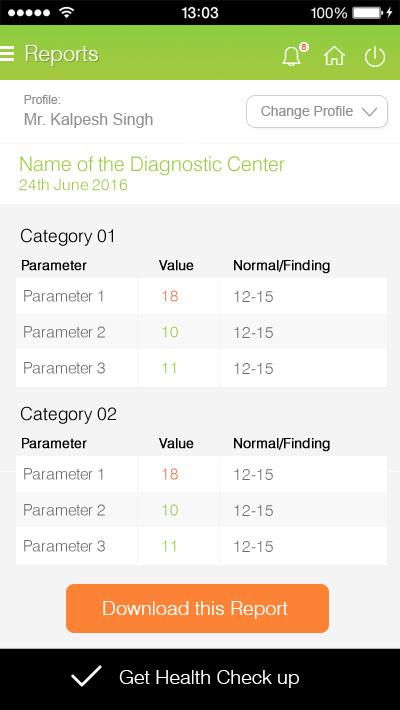 13:03
100%
Reports
8
Profile:
Mr. Kalpesh Singh
Change Profile
Name of the Diagnostic Center
24th June 2016
Category 01
Parameter Value Normal/Finding
Parameter 1 18 12-15
Parameter 2 10 12-15
Parameter 3 11 12-15
Category 02
Parameter Value Normal/Finding
Parameter 1 18 12-15
Parameter 2 10 12-15
Parameter 3 11 12-15
Download this Report
Get Health Check up